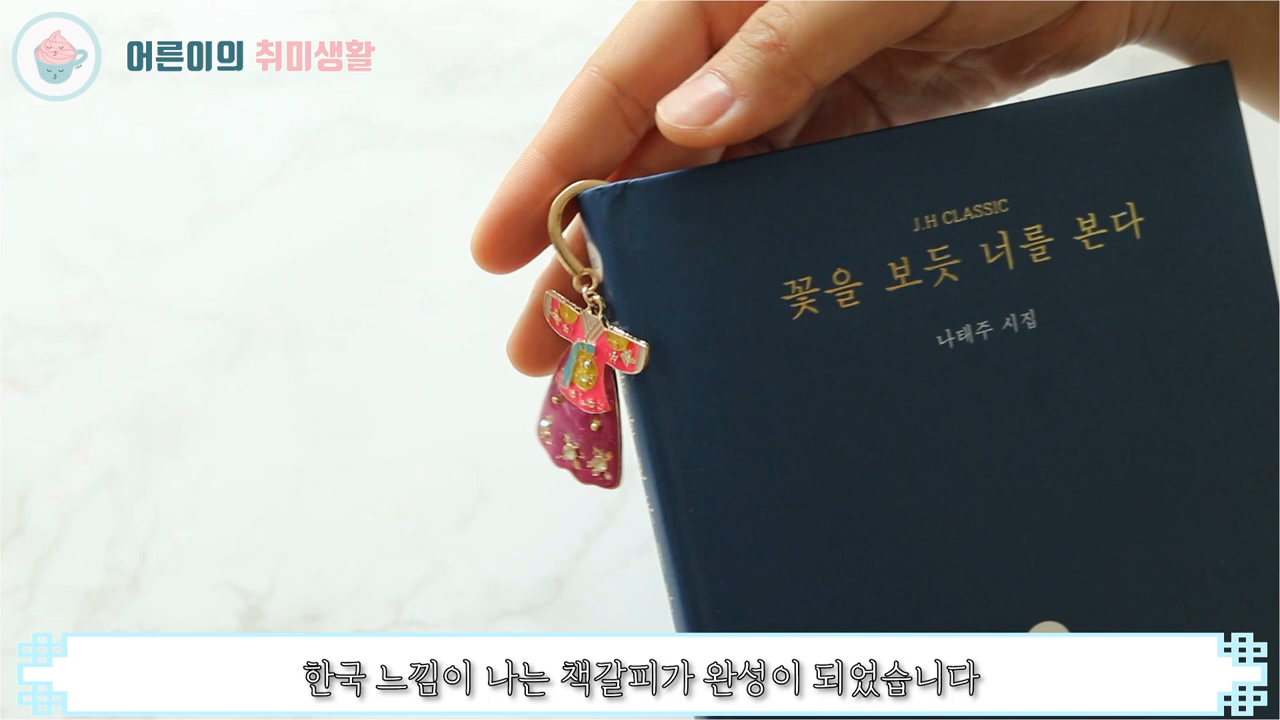 어른이의 취미생활
J.H CLASSIC
꽃을 보듯 너를 본다
나태주 시집
한국 느낌이 나는 책갈피가 완성이 되었습니다